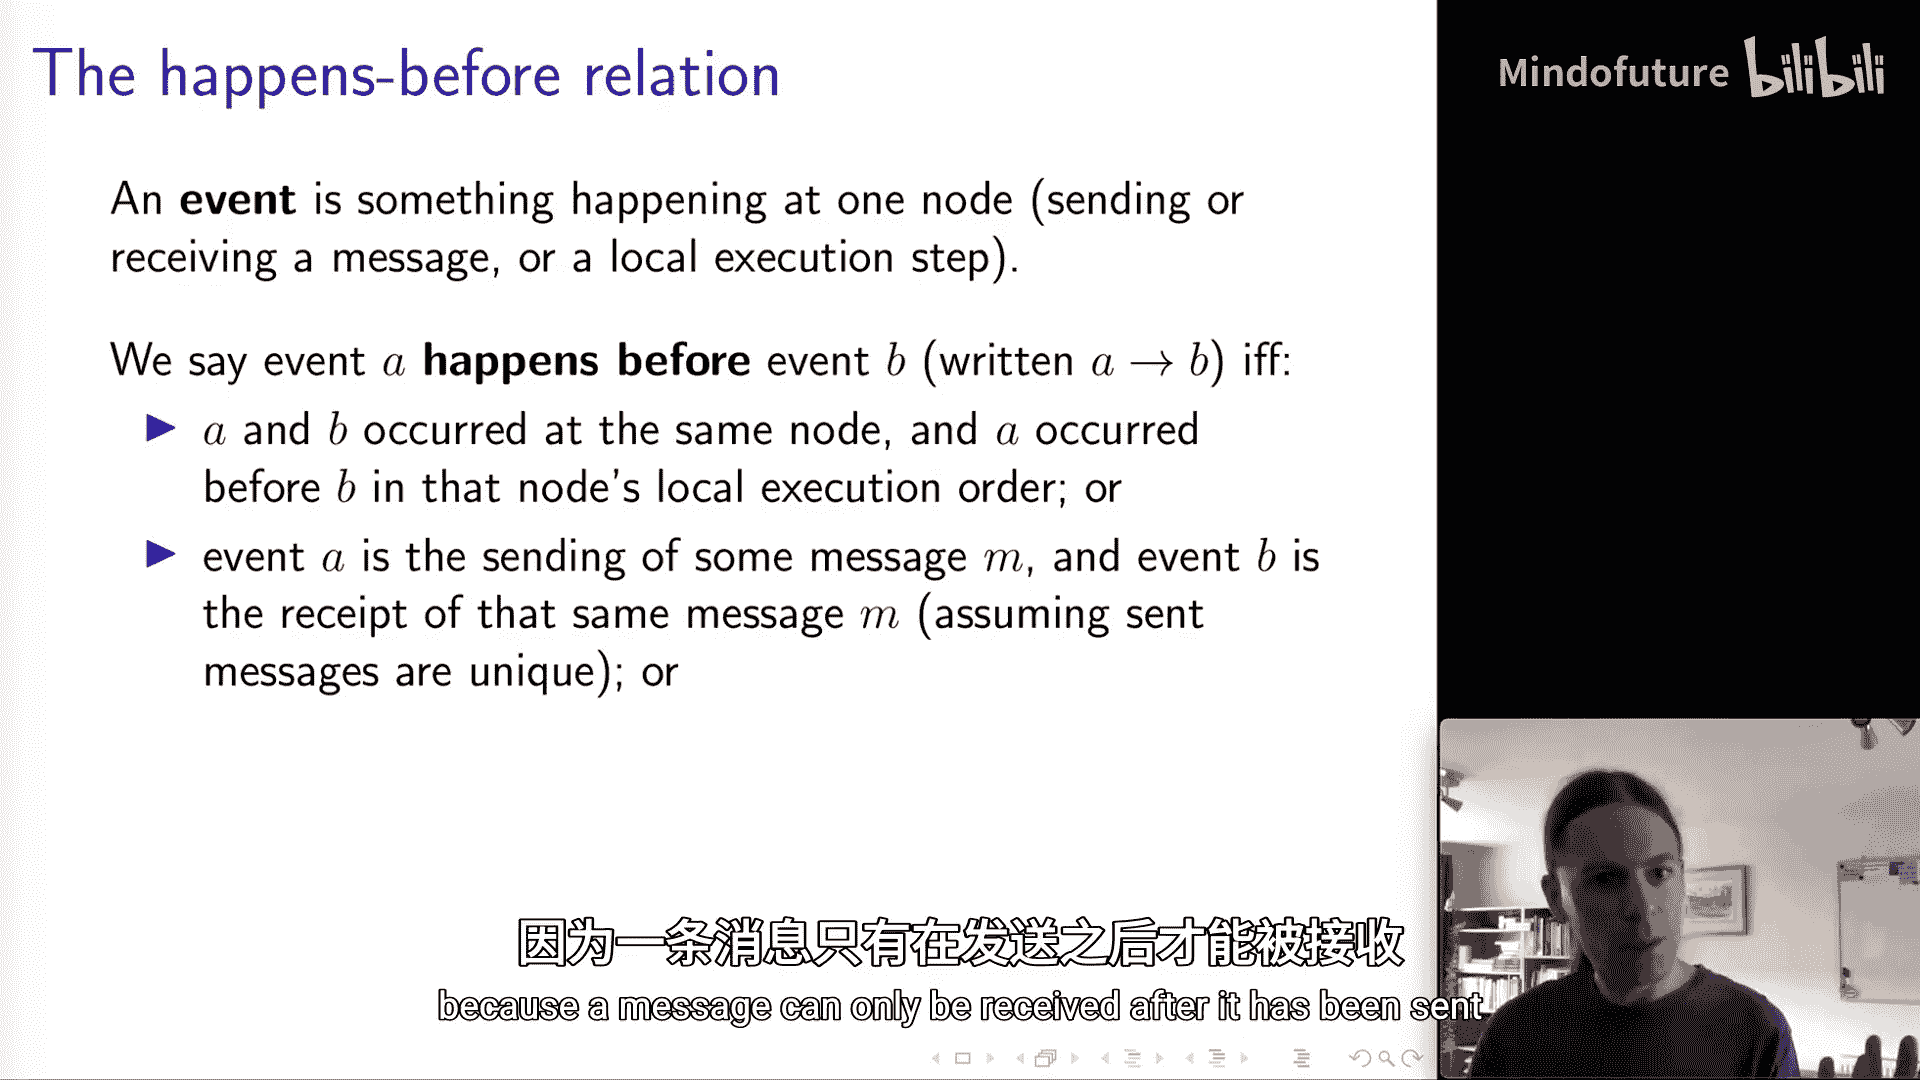 The happens-before relation
Mindofuture bilibili
An event is something happening at one node (sending or
receiving a message, or a local execution step).
We say event a happens before event b (written a → b) iff:
▶ a and b occurred at the same node, and a occurred
before b in that node's local execution order; or
▶ event a is the sending of some message m, and event b is
the receipt of that same message m (assuming sent
messages are unique); or
因为一条消息只有在发送之后才能被接收
because a message can only be received after it has been sent